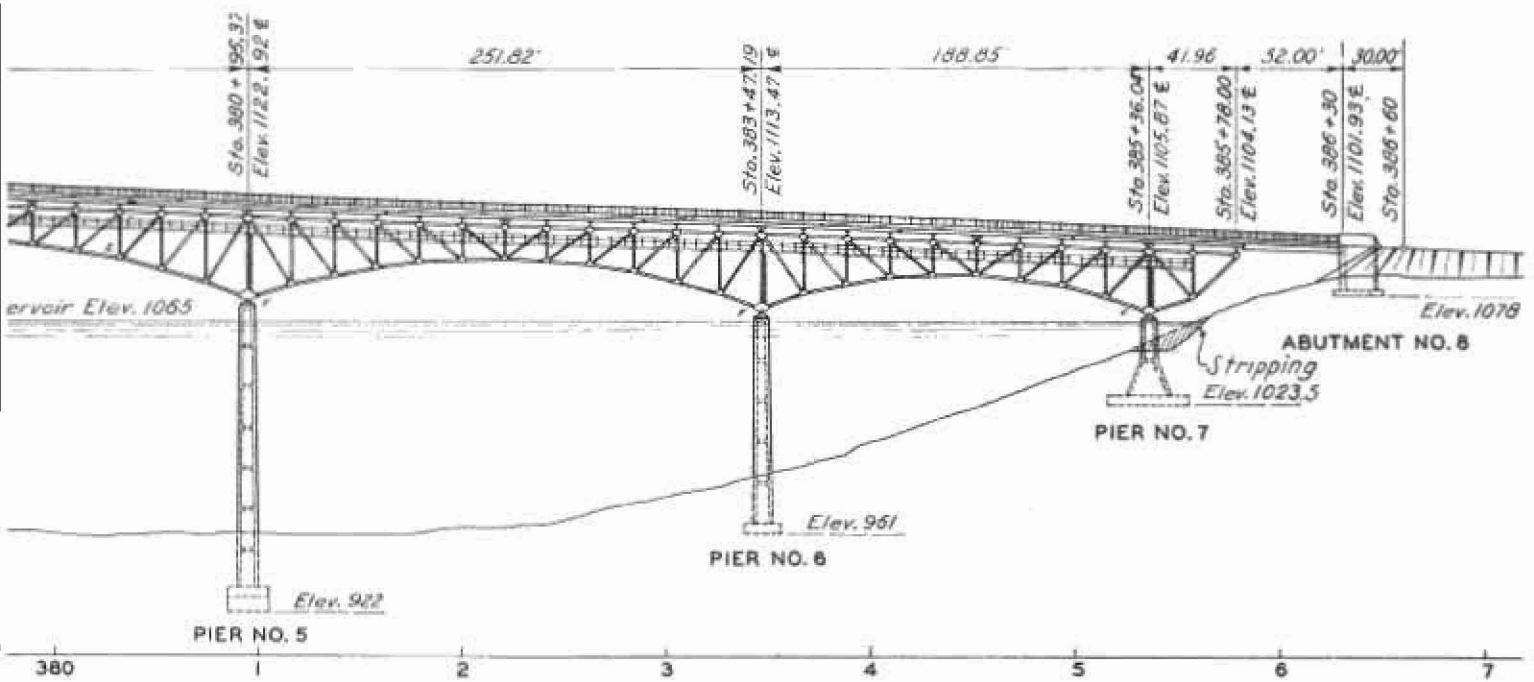 Sta. 380 + 95.37
Elev. 1122.92 ℄
251.82'
Sta. 383+47.19
Elev. 1113.47 ℄
188.85
Sta. 385+36.04
Elev. 1105.87 ℄
41.96
Sta. 385+78.00
Elev. 1104.13 ℄
52.00'
Sta. 386+30
Elev. 1101.93 ℄
30.00'
Sta. 386+60
ervoir Elev. 1065
Elev. 1078
ABUTMENT NO. 8
Stripping
Elev. 1023.5
PIER NO. 7
Elev. 961
PIER NO. 6
Elev. 922
PIER NO. 5
380 1 2 3 4 5 6 7